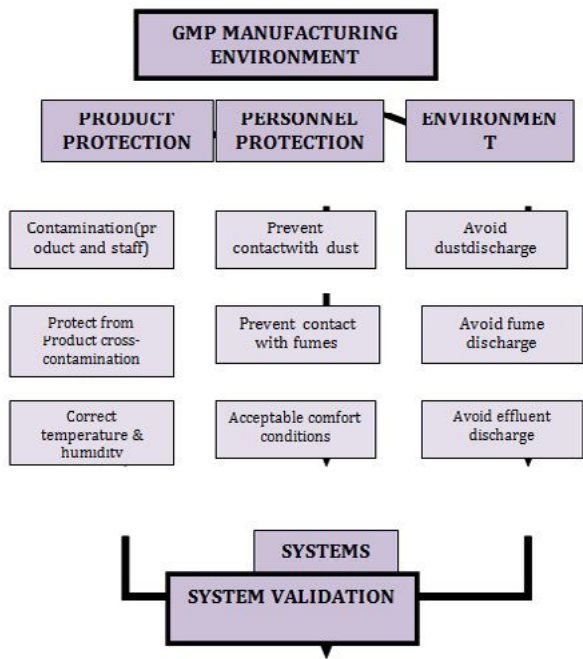 GMP MANUFACTURING
ENVIRONMENT
PRODUCT
PROTECTION
PERSONNEL
PROTECTION
ENVIRONMEN
T
Contamination(pr
oduct and staff)
Prevent
contactwith dust
Avoid
dustdischarge
Protect from
Product cross-
contamination
Prevent contact
with fumes
Avoid fume
discharge
Correct
temperature &
humidity
Acceptable comfort
conditions
Avoid effluent
discharge
SYSTEMS
SYSTEM VALIDATION